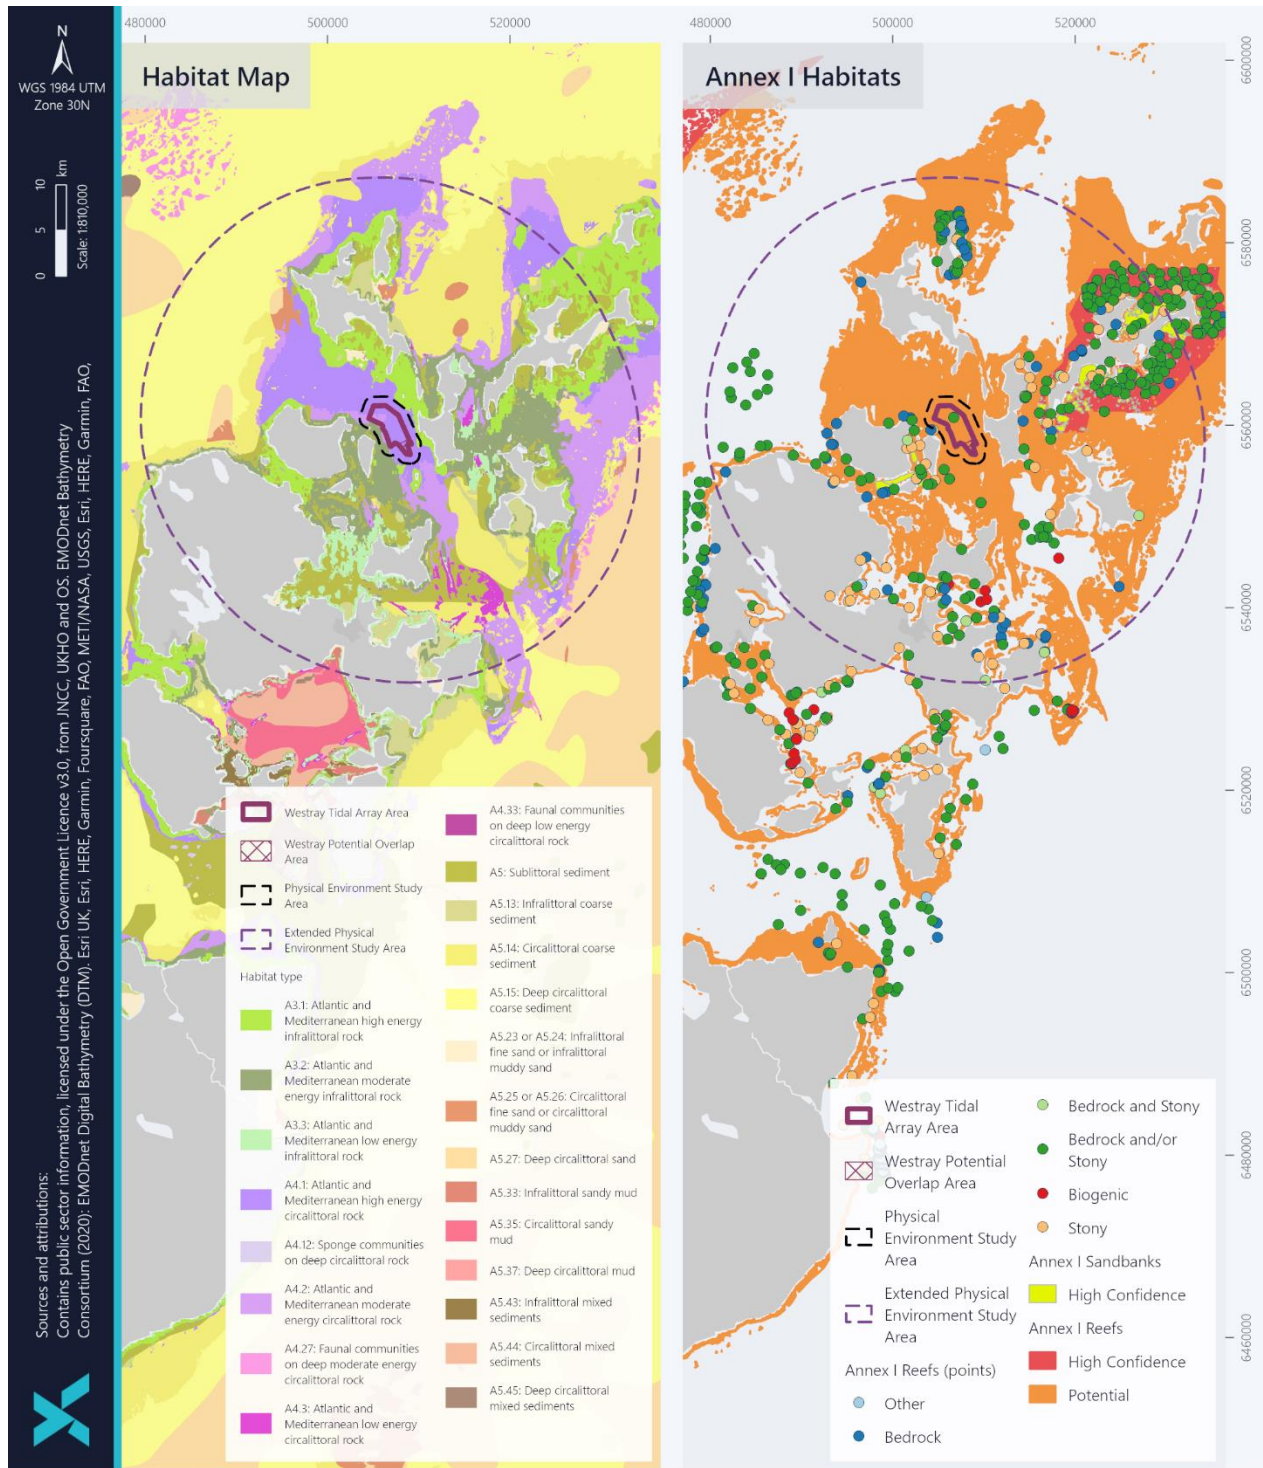 480000
500000
520000
480000
500000
520000
N
WGS 1984 UTM
Zone 30N
0
5
10
km
Scale: 1:810,000
Sources and attributions:
Contains public sector information, licensed under the Open Government Licence v3.0, from JNCC, UKHO and OS. EMODnet Bathymetry
Consortium (2020): EMODnet Digital Bathymetry (DTM). Esri UK, Esri, HERE, Garmin, Foursquare, FAO, METI/NASA, USGS, Esri, HERE, Garmin, FAO,
Habitat Map
Westray Tidal Array Area
Westray Potential Overlap
Area
Physical Environment Study
Area
Extended Physical
Environment Study Area
Habitat type
A3.1: Atlantic and
Mediterranean high energy
infralittoral rock
A3.2: Atlantic and
Mediterranean moderate
energy infralittoral rock
A3.3: Atlantic and
Mediterranean low energy
infralittoral rock
A4.1: Atlantic and
Mediterranean high energy
circalittoral rock
A4.12: Sponge communities
on deep circalittoral rock
A4.2: Atlantic and
Mediterranean moderate
energy circalittoral rock
A4.27: Faunal communities
on deep moderate energy
circalittoral rock
A4.3: Atlantic and
Mediterranean low energy
circalittoral rock
A4.33: Faunal communities
on deep low energy
circalittoral rock
A5: Sublittoral sediment
A5.13: Infralittoral coarse
sediment
A5.14: Circalittoral coarse
sediment
A5.15: Deep circalittoral
coarse sediment
A5.23 or A5.24: Infralittoral
fine sand or infralittoral
muddy sand
A5.25 or A5.26: Circalittoral
fine sand or circalittoral
muddy sand
A5.27: Deep circalittoral sand
A5.33: Infralittoral sandy mud
A5.35: Circalittoral sandy
mud
A5.37: Deep circalittoral mud
A5.43: Infralittoral mixed
sediments
A5.44: Circalittoral mixed
sediments
A5.45: Deep circalittoral
mixed sediments
Annex I Habitats
Westray Tidal
Array Area
Westray Potential
Overlap Area
Physical
Environment Study
Area
Extended Physical
Environment Study
Area
Annex I Reefs (points)
Other
Bedrock
Bedrock and Stony
Bedrock and/or
Stony
Biogenic
Stony
Annex I Sandbanks
High Confidence
Annex I Reefs
High Confidence
Potential
6600000
6580000
6560000
6540000
6520000
6500000
6480000
6460000